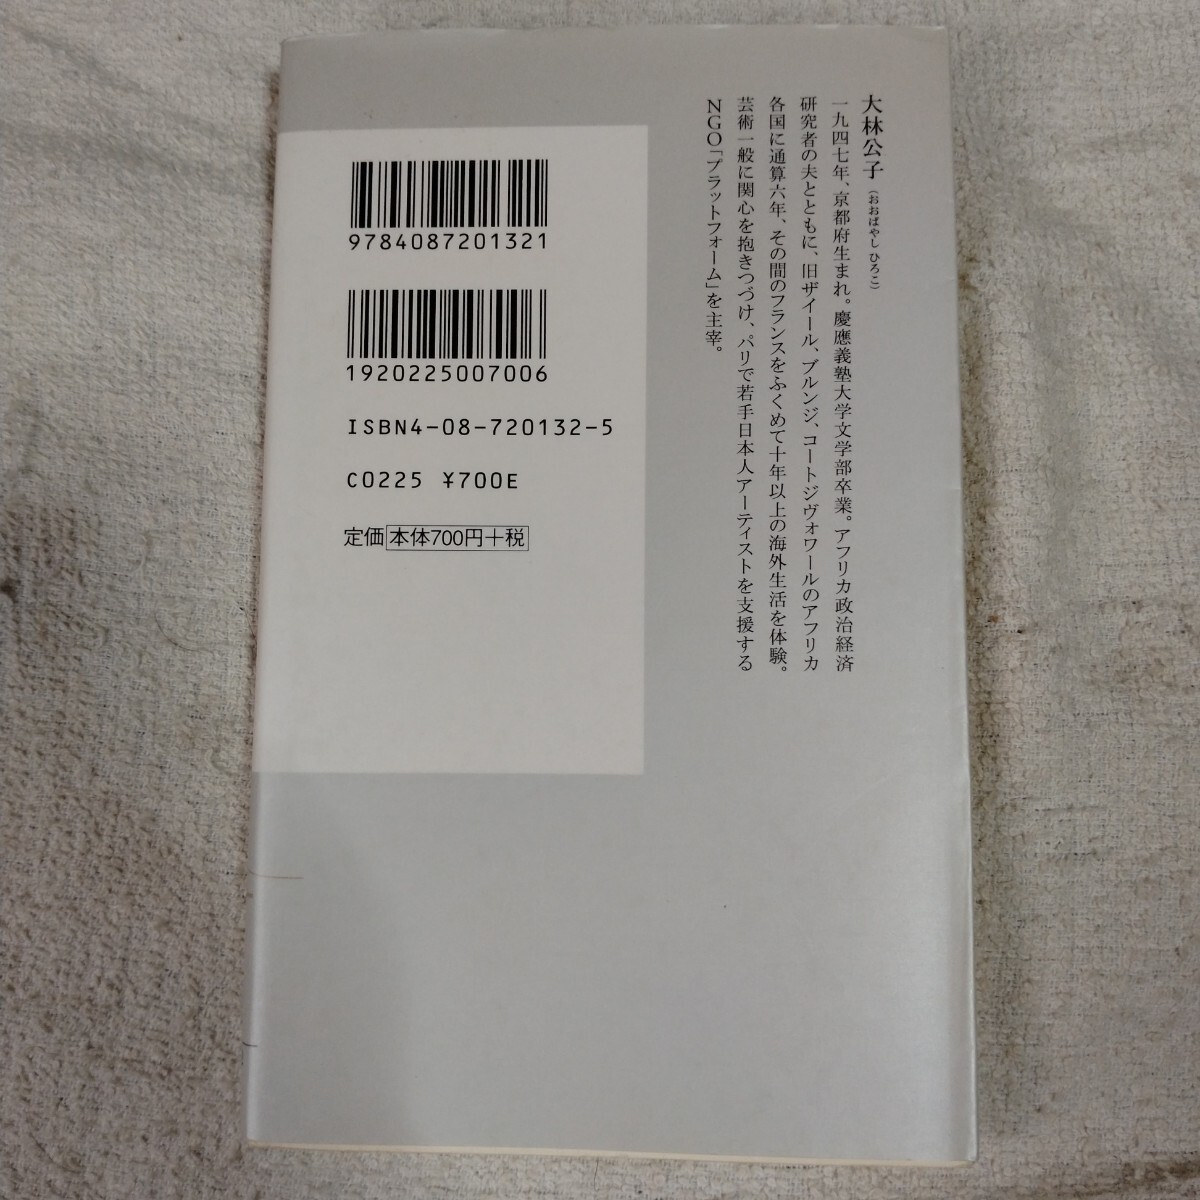 大林公子（おおばやし ひろこ）
一九四七年、京都府生まれ。慶應義塾大学文学部卒業。アフリカ政治経済
研究者の夫とともに、旧ザイール、ブルンジ、コートジヴォワールのアフリカ
各国に通算六年、その間のフランスをふくめて十年以上の海外生活を体験。
芸術一般に関心を抱きつづけ、パリで若手日本人アーティストを支援する
NGO「プラットフォーム」を主宰。
9784087201321
1920225007006
ISBN4-08-720132-5
C0225 ¥700E
定価 本体700円+税